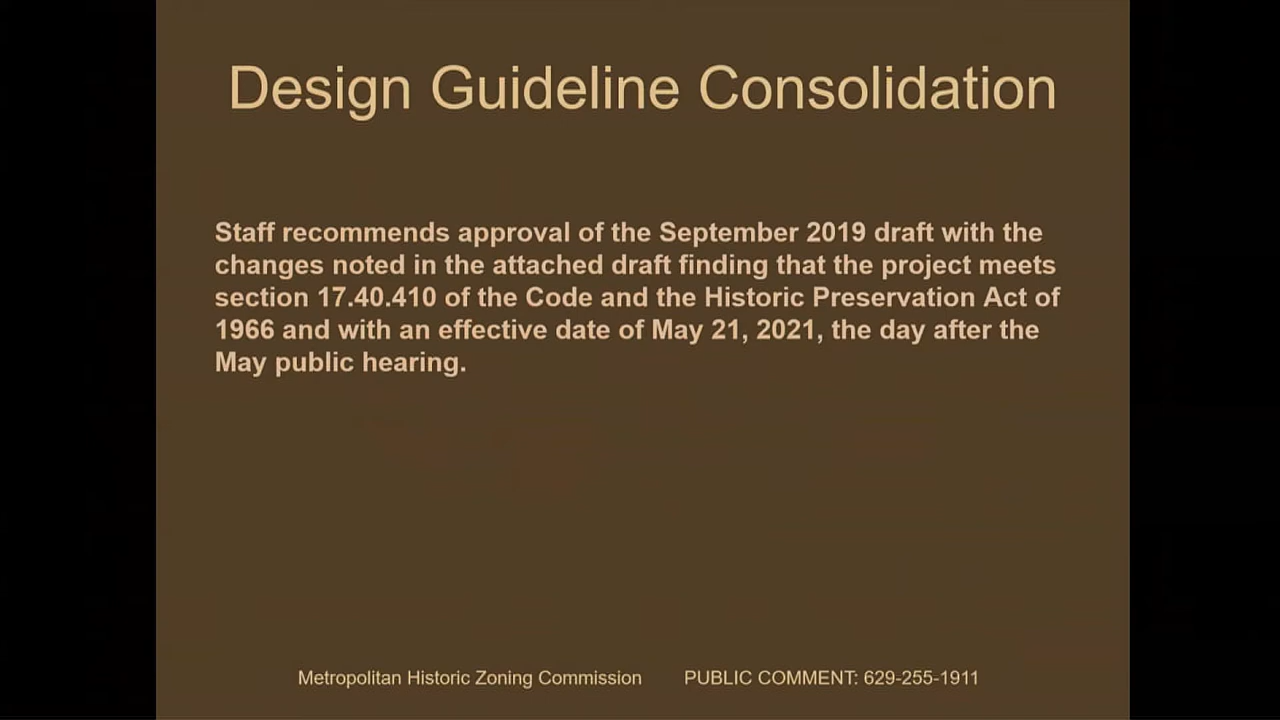 Design Guideline Consolidation
Staff recommends approval of the September 2019 draft with the
changes noted in the attached draft finding that the project meets
section 17.40.410 of the Code and the Historic Preservation Act of
1966 and with an effective date of May 21, 2021, the day after the
May public hearing.
Metropolitan Historic Zoning Commission PUBLIC COMMENT: 629-255-1911